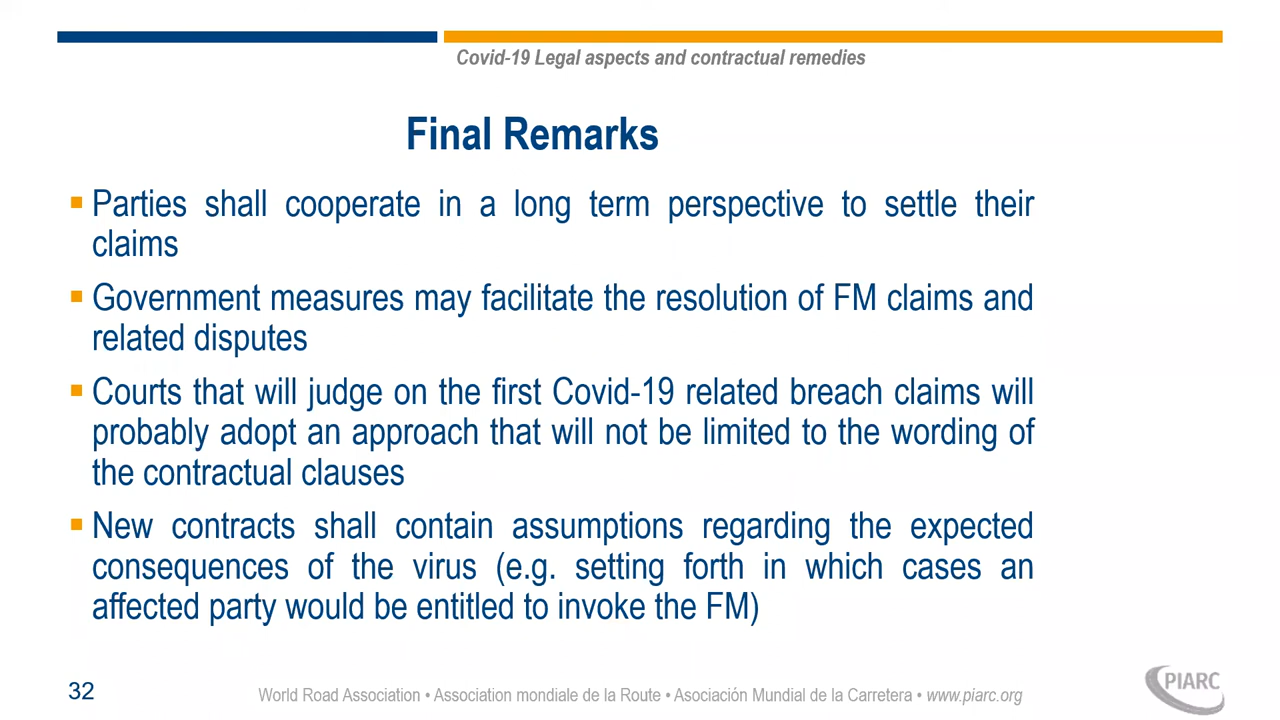 Covid-19 Legal aspects and contractual remedies
Final Remarks
▪ Parties shall cooperate in a long term perspective to settle their
claims
▪ Government measures may facilitate the resolution of FM claims and
related disputes
▪ Courts that will judge on the first Covid-19 related breach claims will
probably adopt an approach that will not be limited to the wording of
the contractual clauses
▪ New contracts shall contain assumptions regarding the expected
consequences of the virus (e.g. setting forth in which cases an
affected party would be entitled to invoke the FM)
32
World Road Association • Association mondiale de la Route • Asociación Mundial de la Carretera • www.piarc.org
PIARC